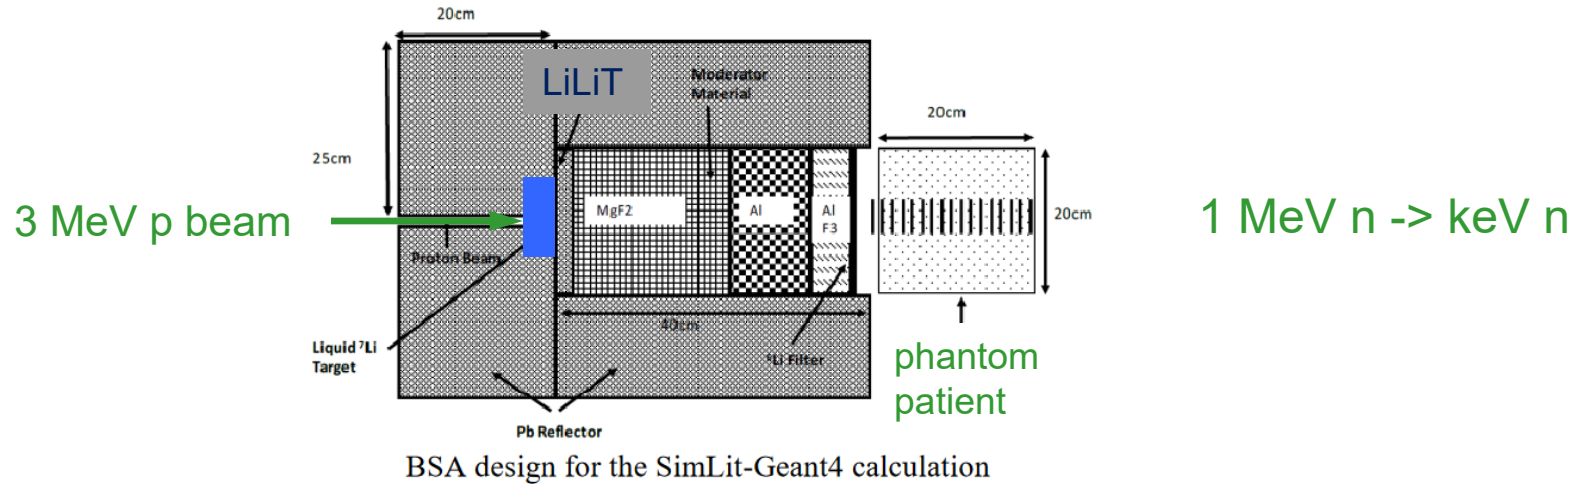 20cm
LiLiT
Moderator
Material
20cm
25cm
3 MeV p beam
MgF2
Al
Al
F3
20cm
1 MeV n -> keV n
Proton Beam
40cm
Liquid ⁷Li
Target
⁶Li Filter
phantom
patient
Pb Reflector
BSA design for the SimLit-Geant4 calculation